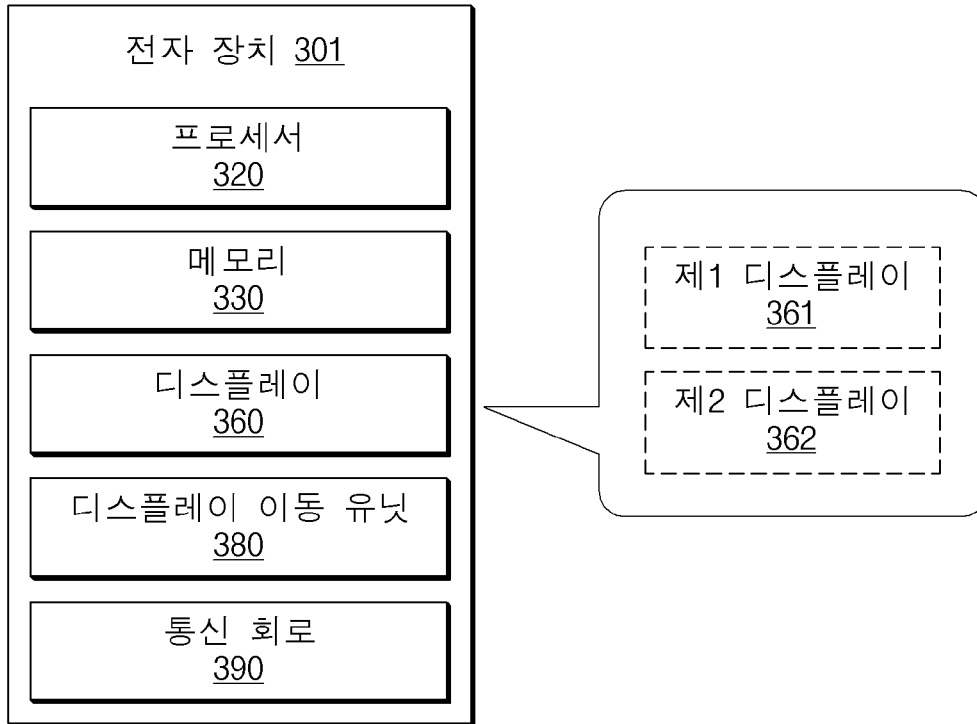 전자 장치 301
프로세서
320
메모리
330
디스플레이
360
디스플레이 이동 유닛
380
통신 회로
390
제1 디스플레이
361
제2 디스플레이
362